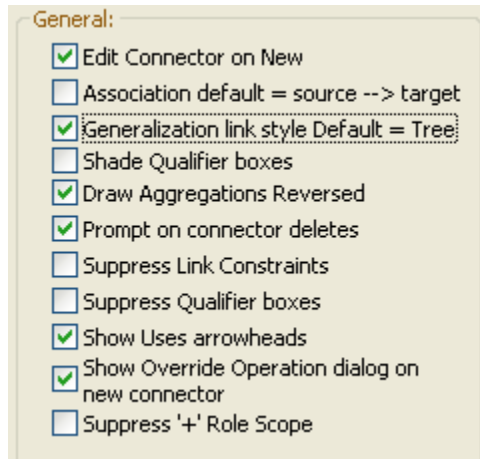 General:
Edit Connector on New
Association default = source --> target
Generalization link style Default = Tree
Shade Qualifier boxes
Draw Aggregations Reversed
Prompt on connector deletes
Suppress Link Constraints
Suppress Qualifier boxes
Show Uses arrowheads
Show Override Operation dialog on
new connector
Suppress '+' Role Scope